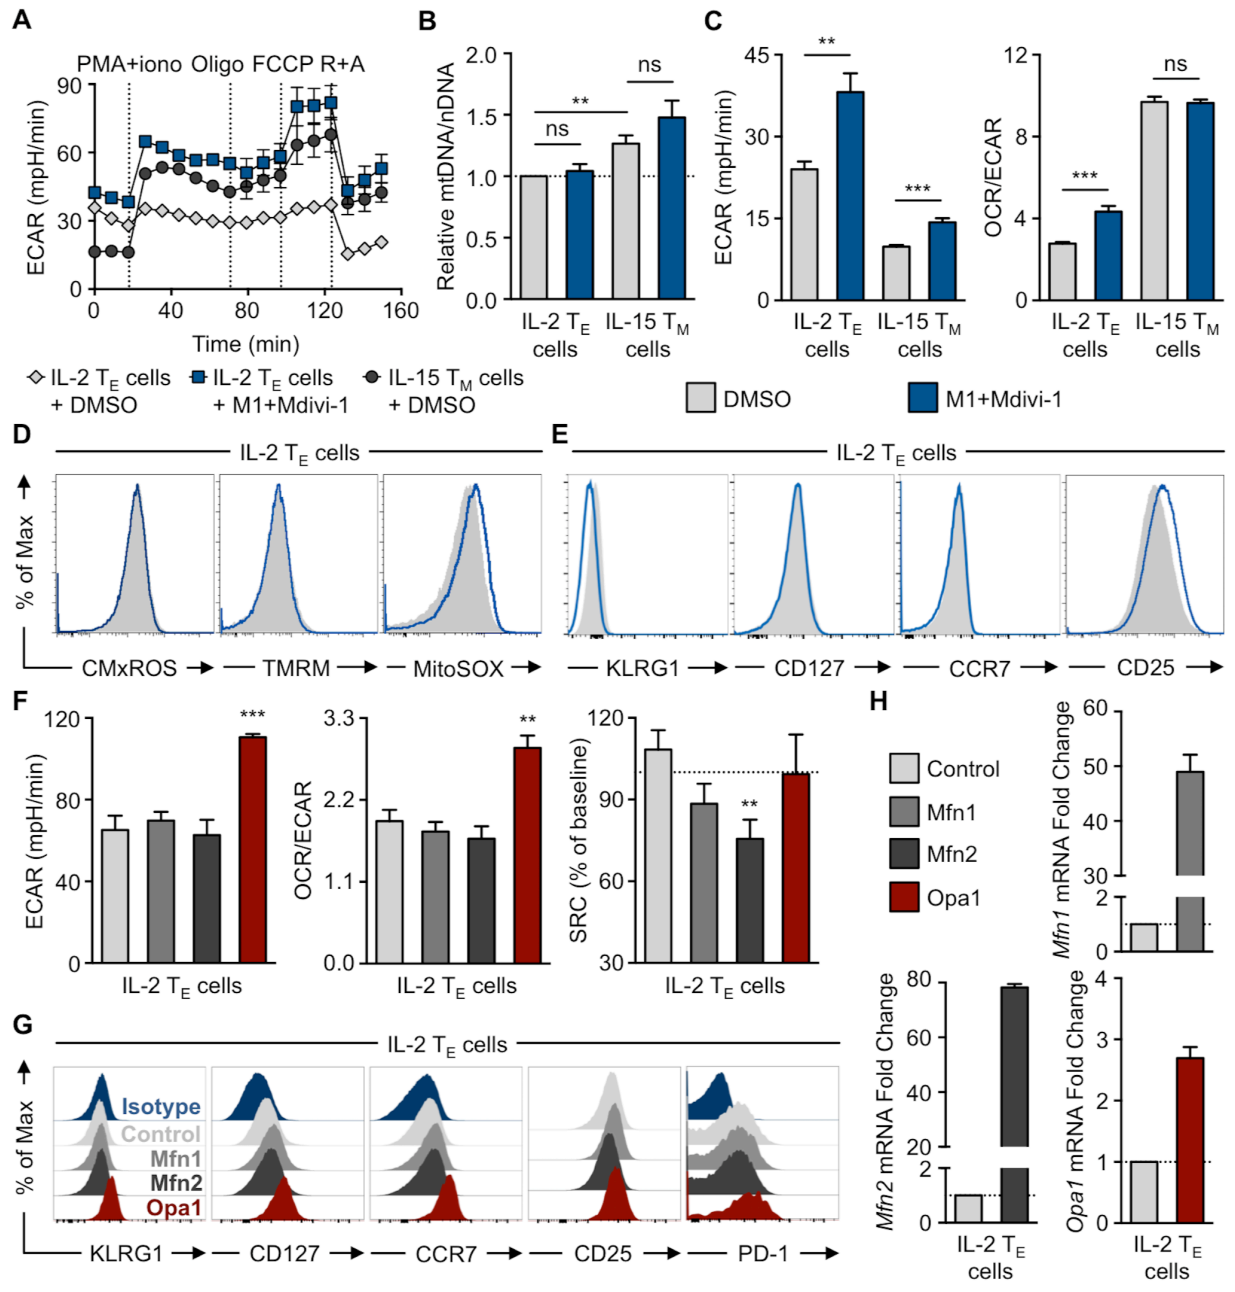 A
PMA+iono Oligo FCCP R+A
ECAR (mpH/min)
90
60
30
0
0 40 80 120 160
Time (min)
IL-2 TE cells + DMSO
IL-2 TE cells + M1+Mdivi-1
IL-15 TM cells + DMSO
B
Relative mtDNA/nDNA
2.0
1.5
1.0
0.5
0.0
ns
**
ns
IL-2 TE cells
IL-15 TM cells
C
ECAR (mpH/min)
45
30
15
0
**
***
IL-2 TE cells
IL-15 TM cells
OCR/ECAR
12
8
4
0
***
ns
IL-2 TE cells
IL-15 TM cells
DMSO
M1+Mdivi-1
D
IL-2 TE cells
% of Max
CMxROS
TMRM
MitoSOX
E
IL-2 TE cells
KLRG1
CD127
CCR7
CD25
F
ECAR (mpH/min)
120
80
40
0
***
IL-2 TE cells
OCR/ECAR
3.3
2.2
1.1
0.0
**
IL-2 TE cells
SRC (% of baseline)
120
90
60
30
**
IL-2 TE cells
G
IL-2 TE cells
% of Max
Isotype
Control
Mfn1
Mfn2
Opa1
KLRG1
CD127
CCR7
CD25
PD-1
H
Control
Mfn1
Mfn2
Opa1
Mfn1 mRNA Fold Change
60
50
40
30
2
0
Mfn2 mRNA Fold Change
80
60
40
20
2
0
IL-2 TE
cells
Opa1 mRNA Fold Change
4
3
2
1
0
IL-2 TE
cells